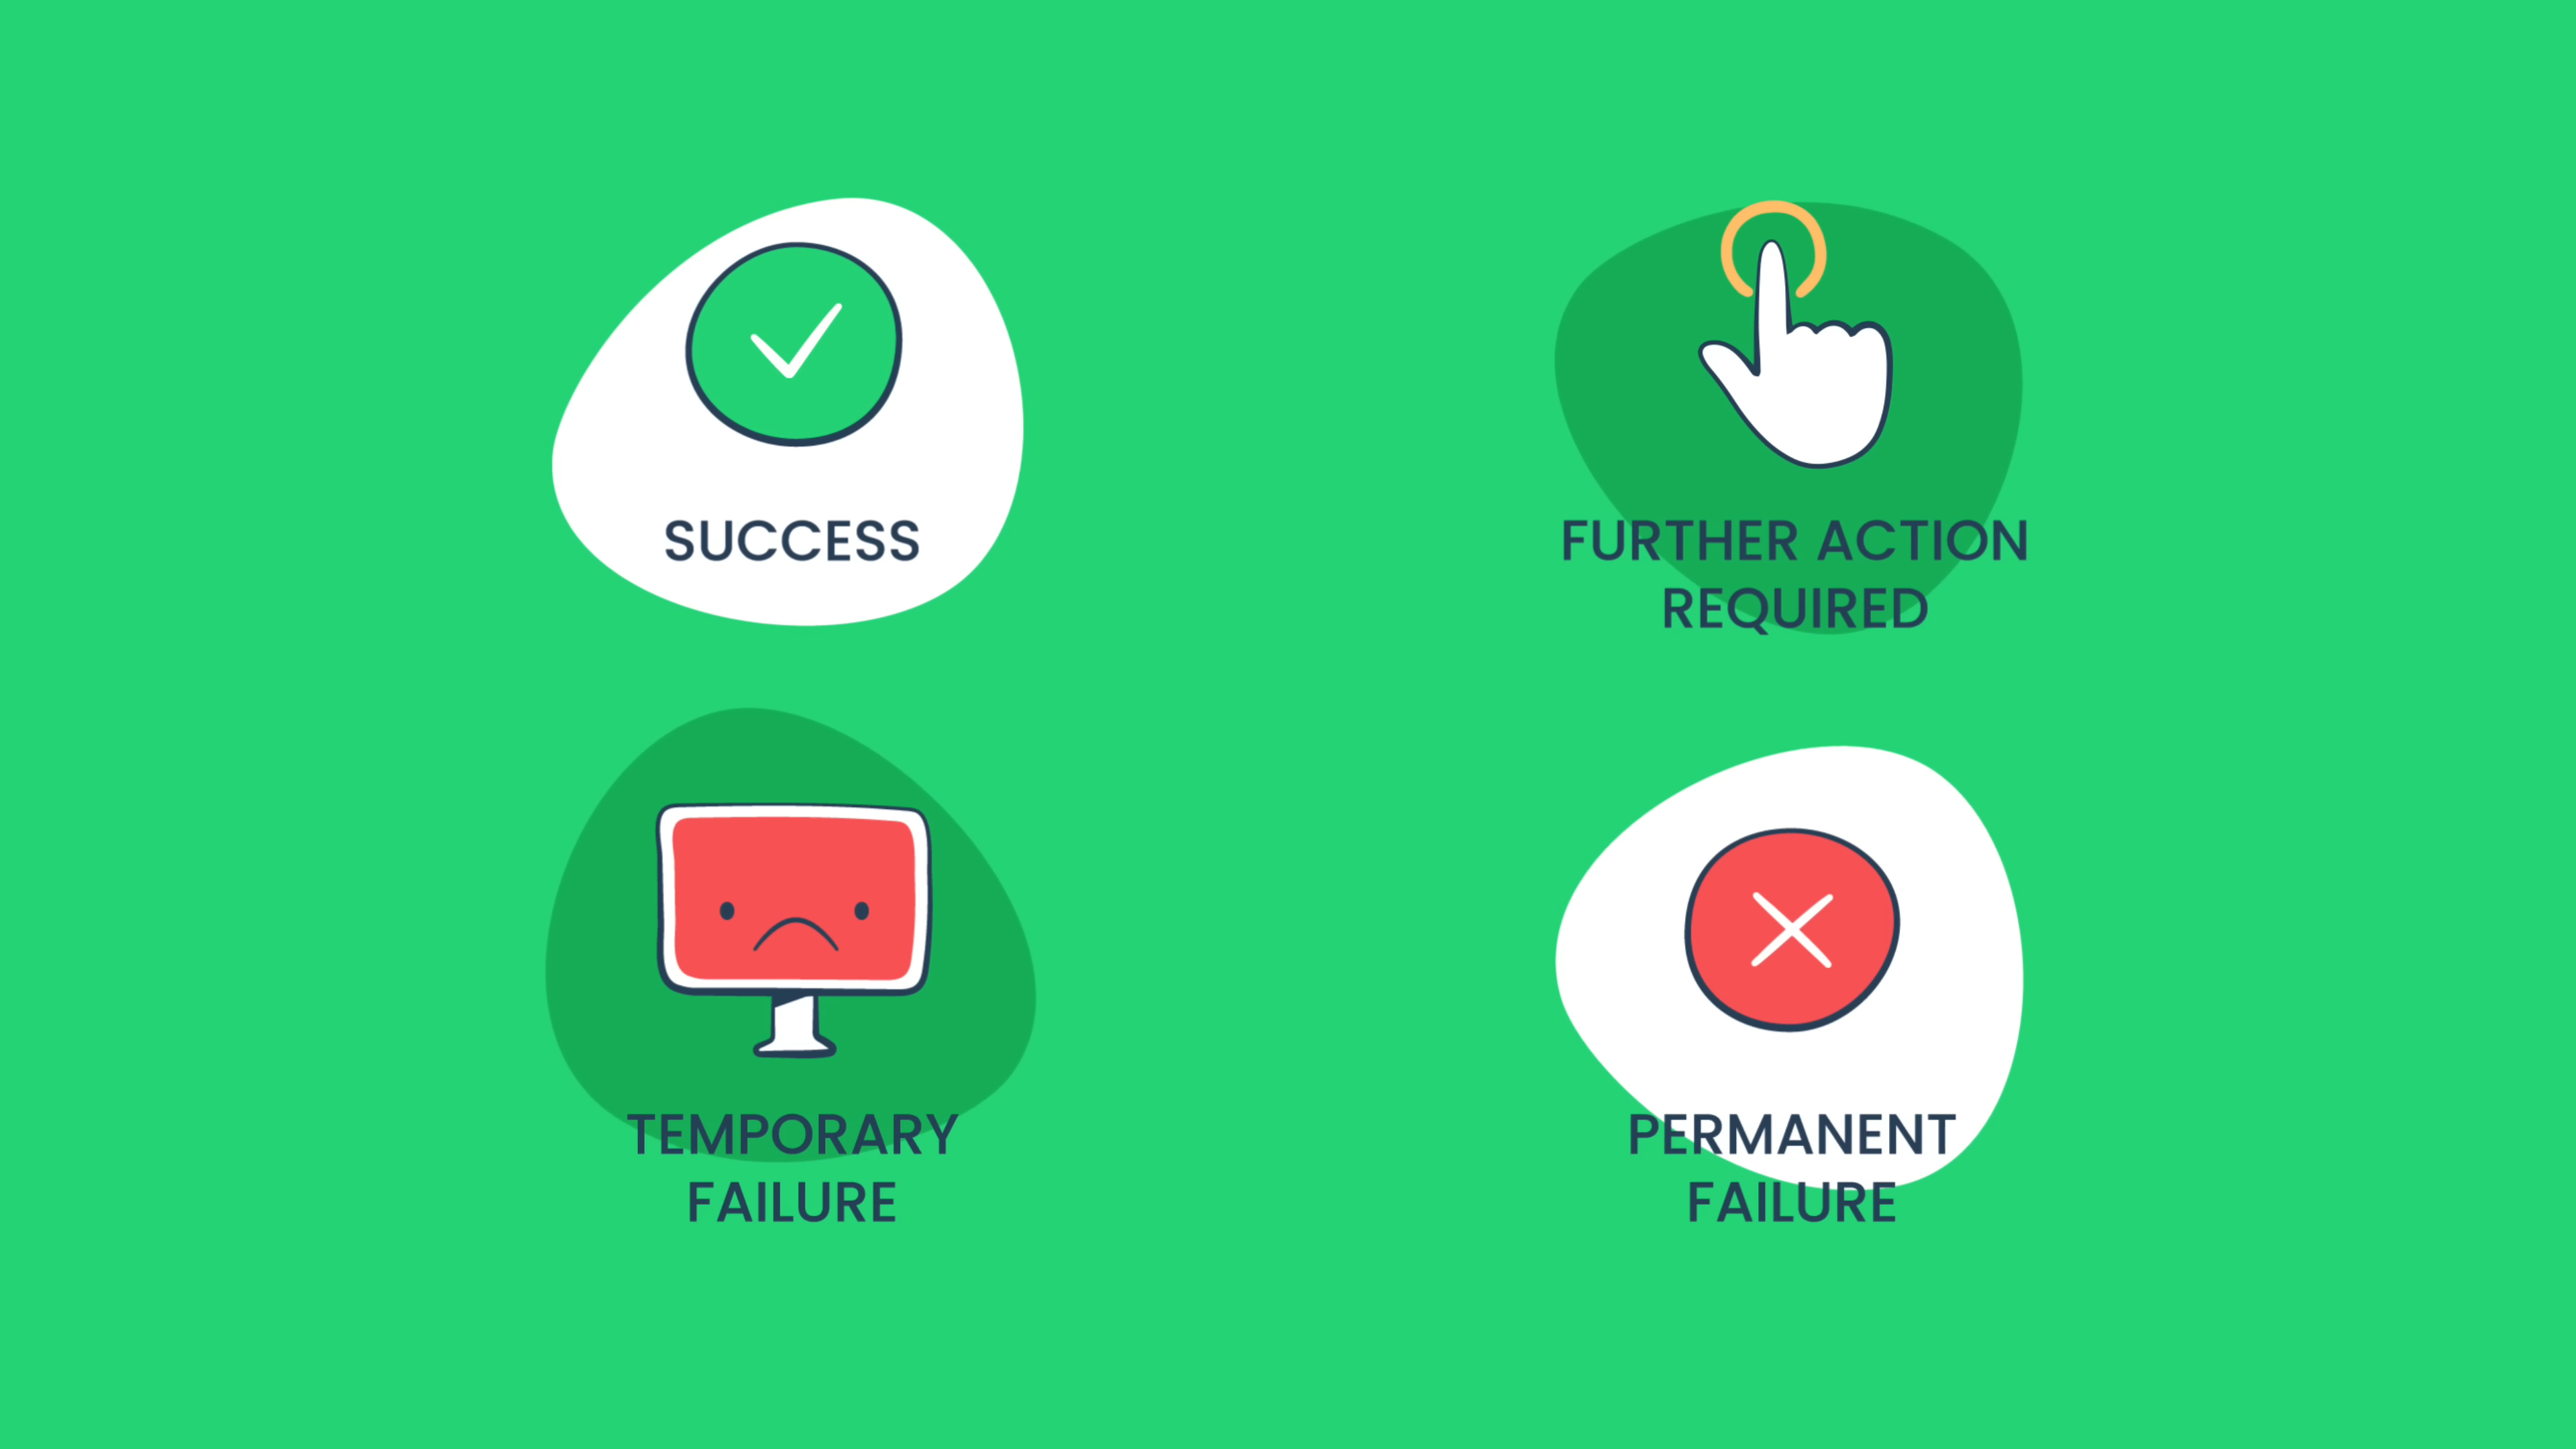 SUCCESS
FURTHER ACTION
REQUIRED
TEMPORARY
FAILURE
PERMANENT
FAILURE